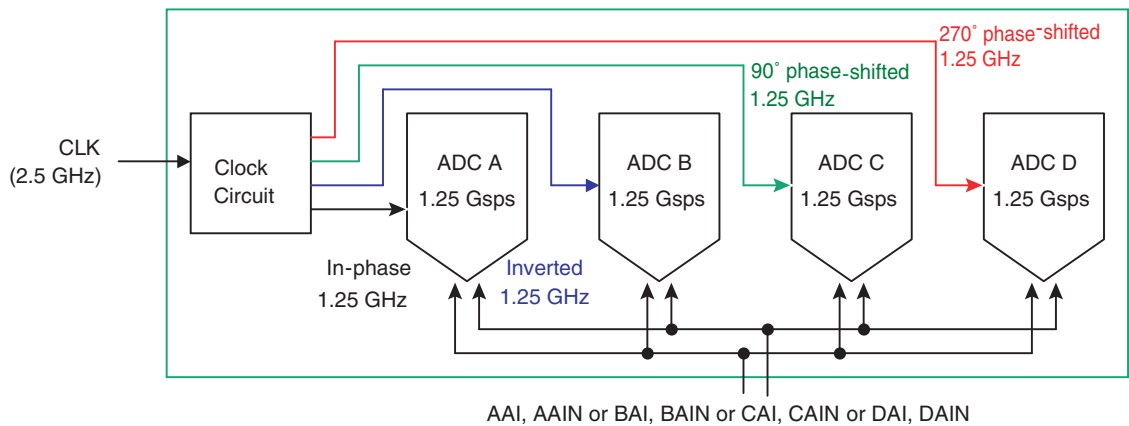 270° phase-shifted
1.25 GHz
90° phase-shifted
1.25 GHz
CLK
(2.5 GHz)
Clock
Circuit
ADC A
1.25 Gsps
ADC B
1.25 Gsps
ADC C
1.25 Gsps
ADC D
1.25 Gsps
In-phase
1.25 GHz
Inverted
1.25 GHz
AAI, AAIN or BAI, BAIN or CAI, CAIN or DAI, DAIN